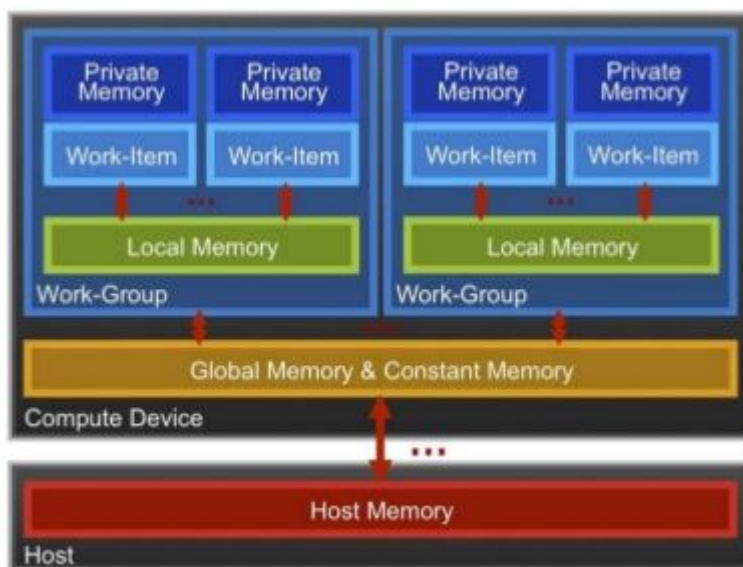 Private Memory
Private Memory
Private Memory
Private Memory
Work-Item
Work-Item
Work-Item
Work-Item
...
...
Local Memory
Local Memory
Work-Group
Work-Group
...
Global Memory & Constant Memory
Compute Device
...
Host Memory
Host